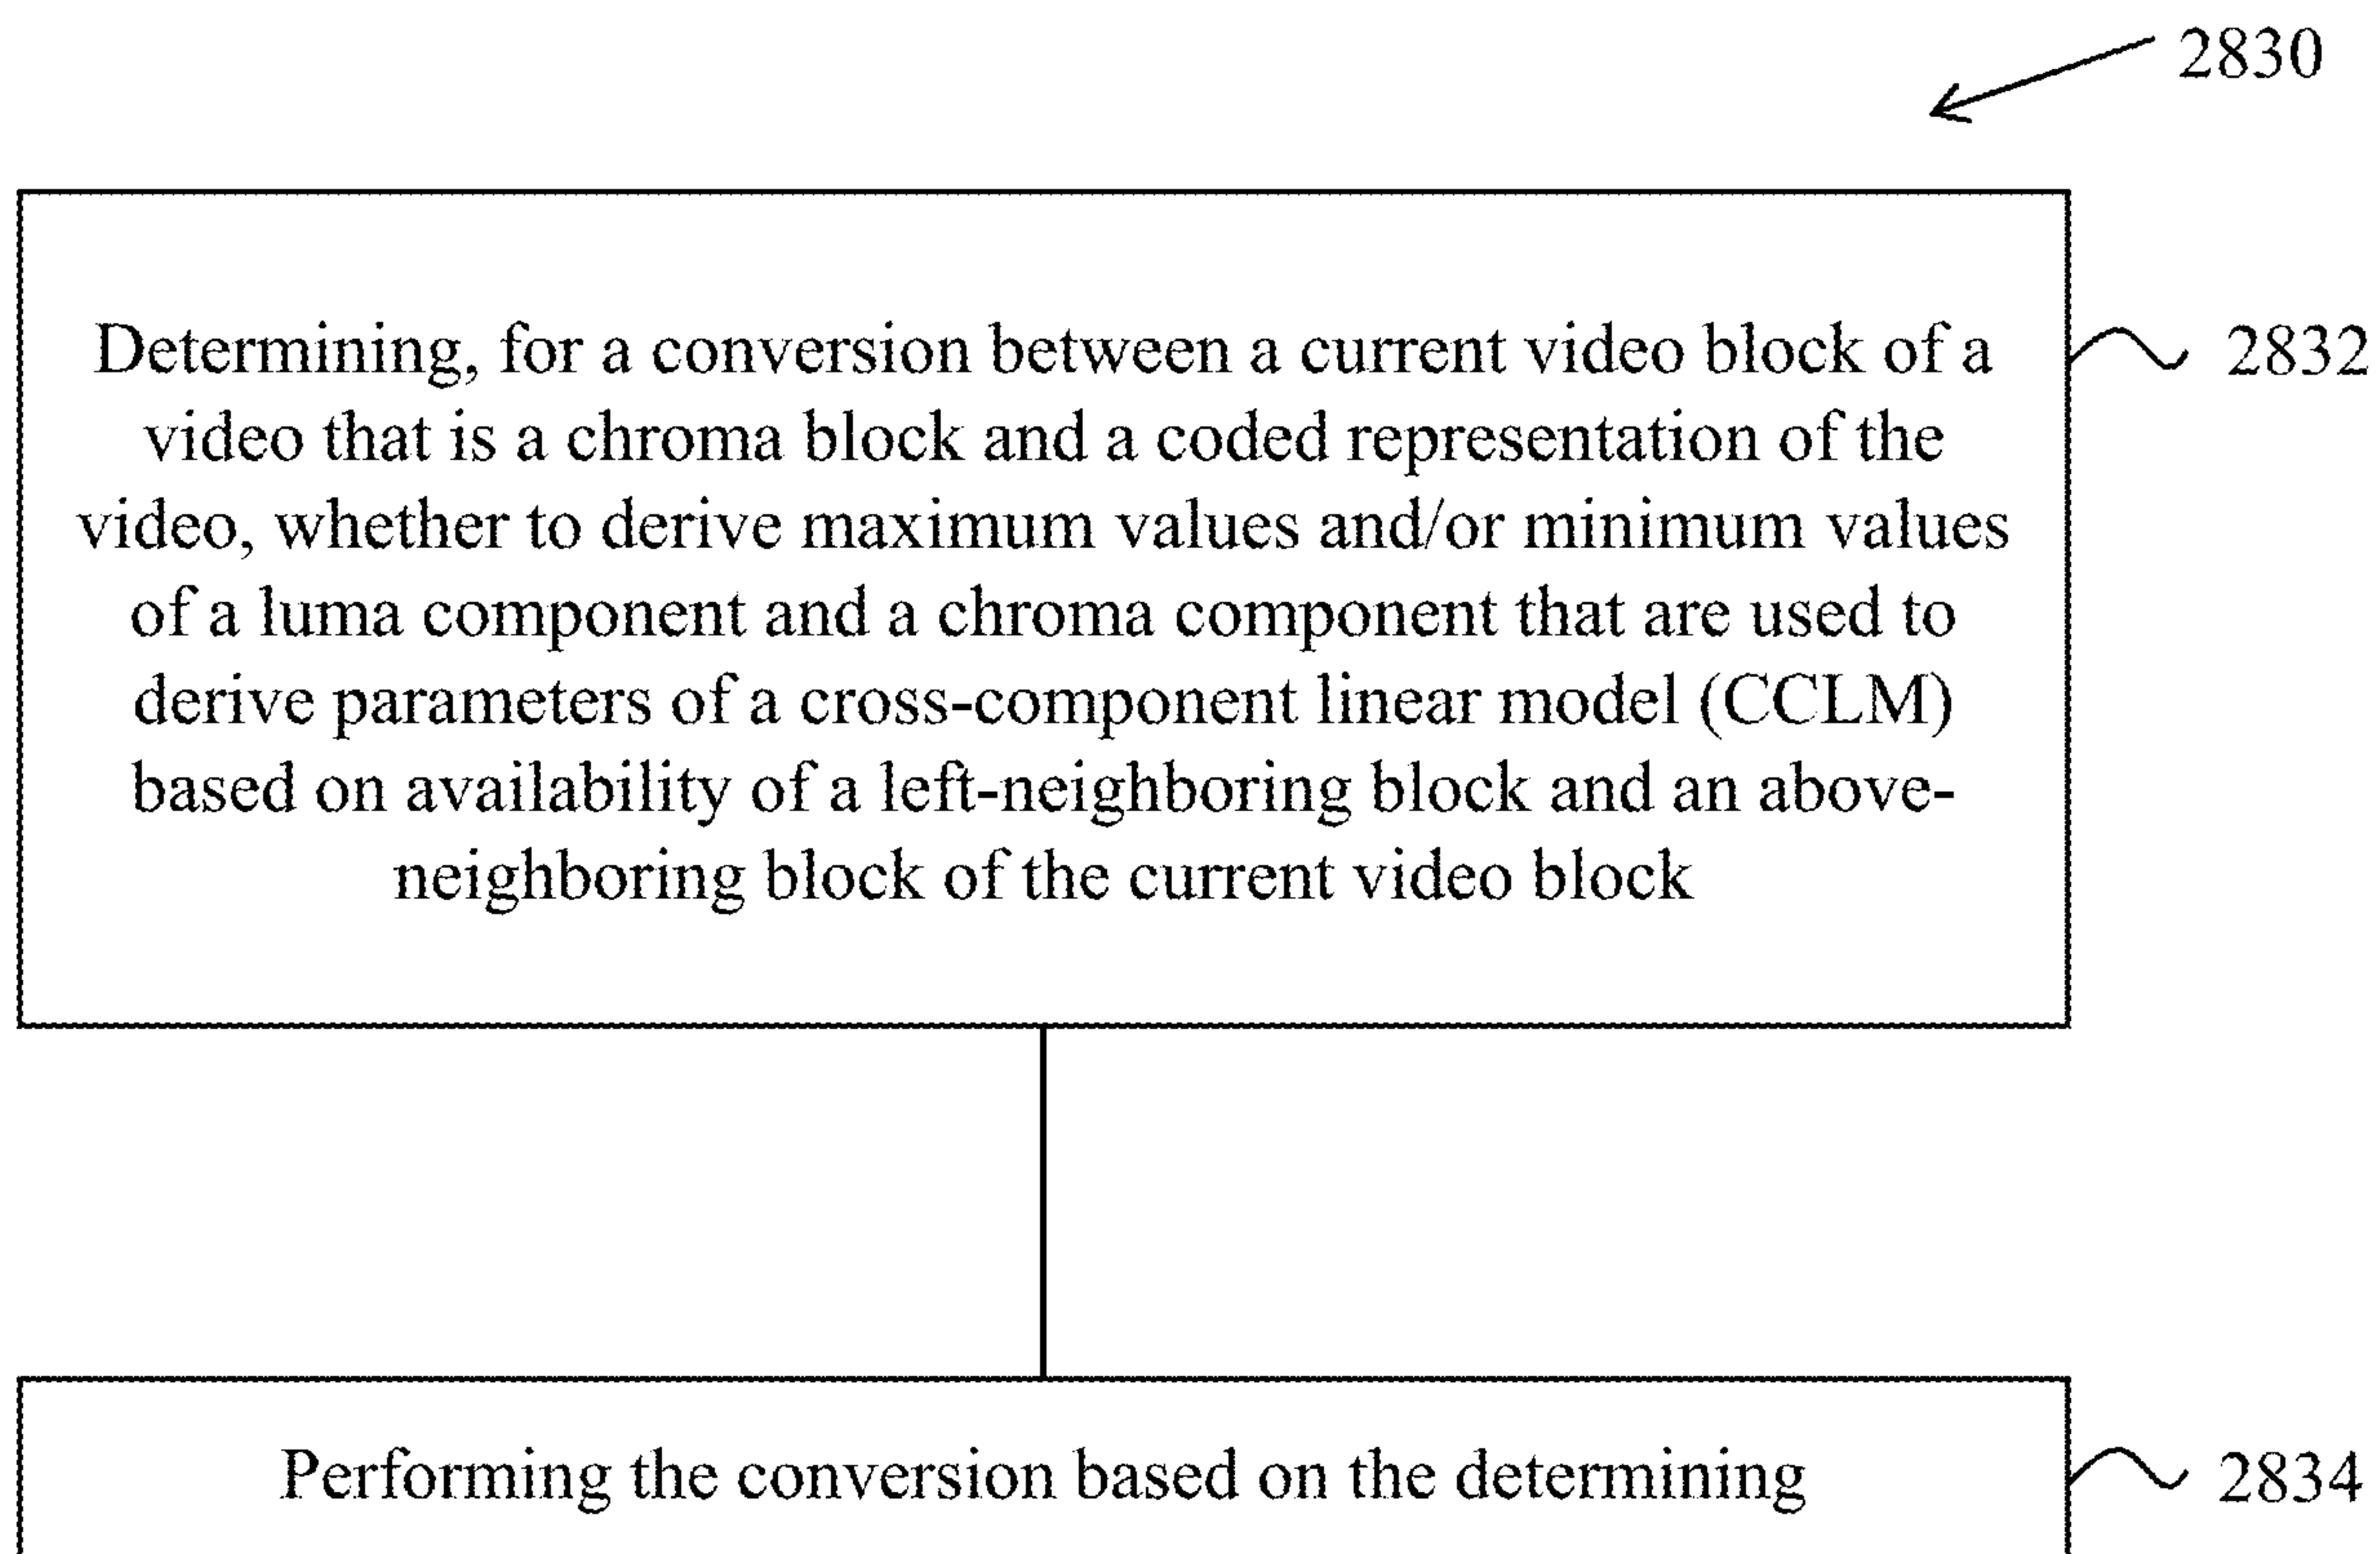 2830
Determining, for a conversion between a current video block of a
2832
video that is a chroma block and a coded representation of the
video, whether to derive maximum values and/or minimum values
of a luma component and a chroma component that are used to
derive parameters of a cross-component linear model (CCLM)
based on availability of a left-neighboring block and an above-
neighboring block of the current video block
Performing the conversion based on the determining
2834